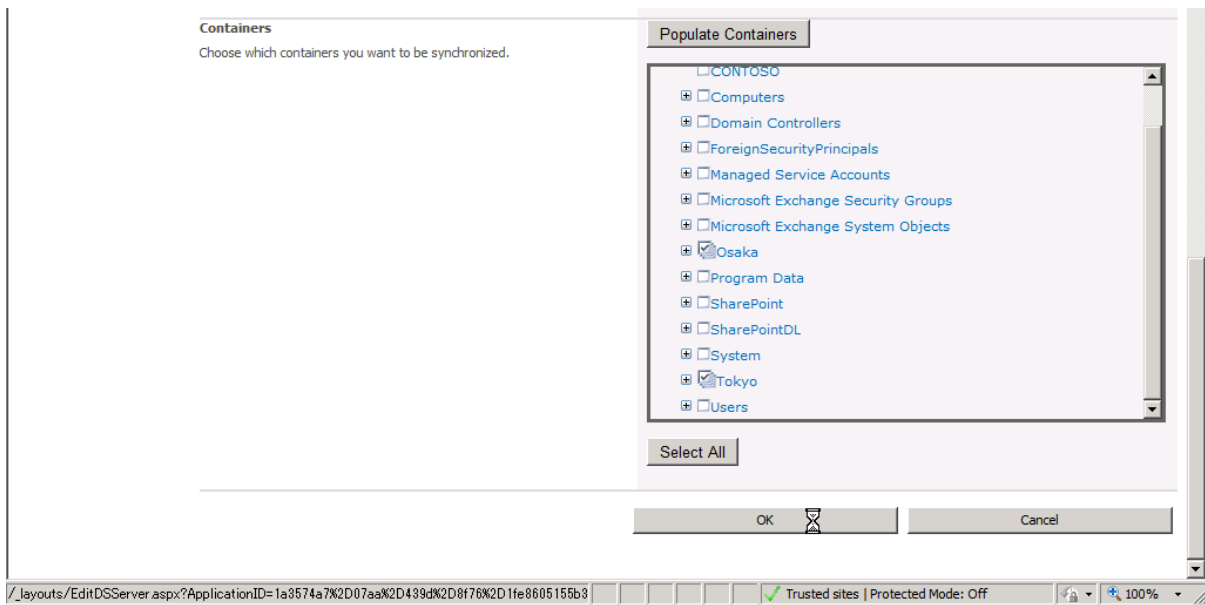 Containers
Choose which containers you want to be synchronized.
Populate Containers
CONTOSO
Computers
Domain Controllers
ForeignSecurityPrincipals
Managed Service Accounts
Microsoft Exchange Security Groups
Microsoft Exchange System Objects
Osaka
Program Data
SharePoint
SharePointDL
System
Tokyo
Users
Select All
OK
Cancel
/_layouts/EditDSServer.aspx?ApplicationID=1a3574a7%2D07aa%2D439d%2D8f76%2D1fe8605155b3
Trusted sites | Protected Mode: Off
100%